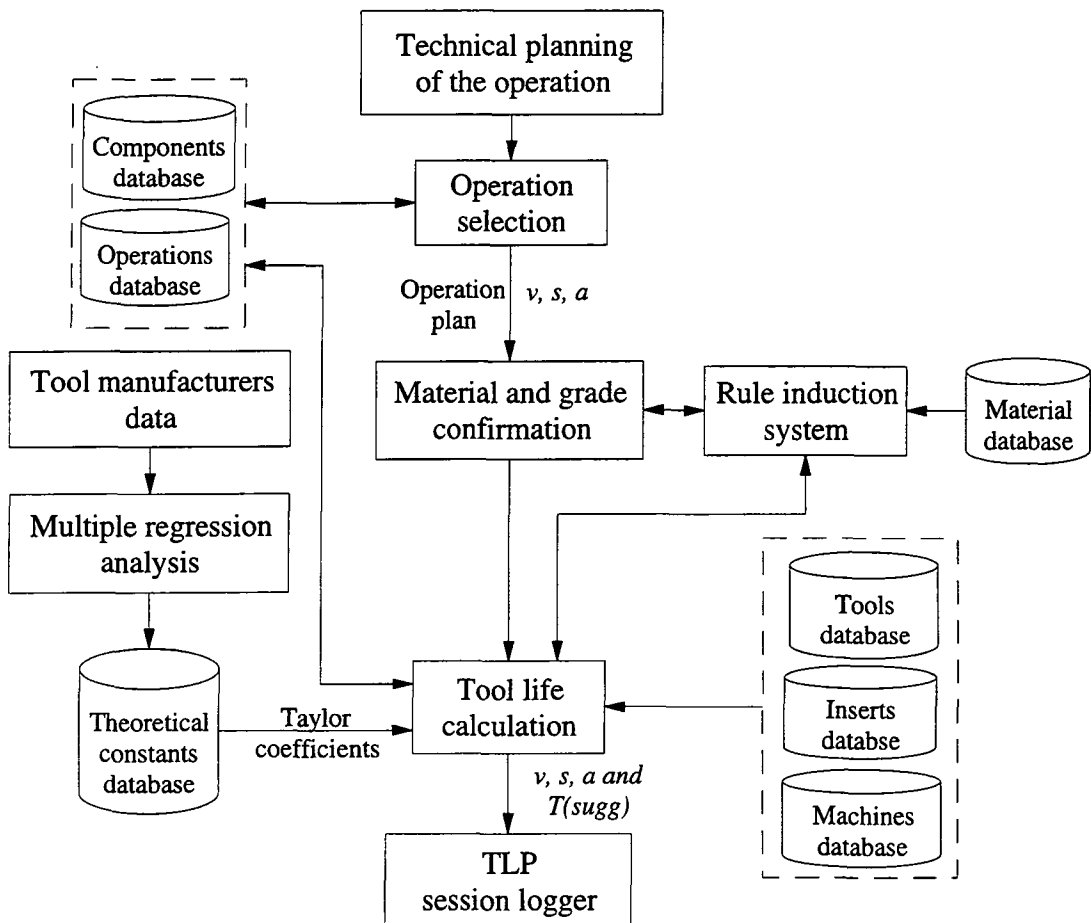 Technical planning
of the operation
Components
database
Operations
database
Operation
selection
Operation
plan
v, s, a
Tool manufacturers
data
Material and grade
confirmation
Rule induction
system
Material
database
Multiple regression
analysis
Tools
database
Inserts
databse
Machines
database
Theoretical
constants
database
Taylor
coefficients
Tool life
calculation
v, s, a and
T(sugg)
TLP
session logger